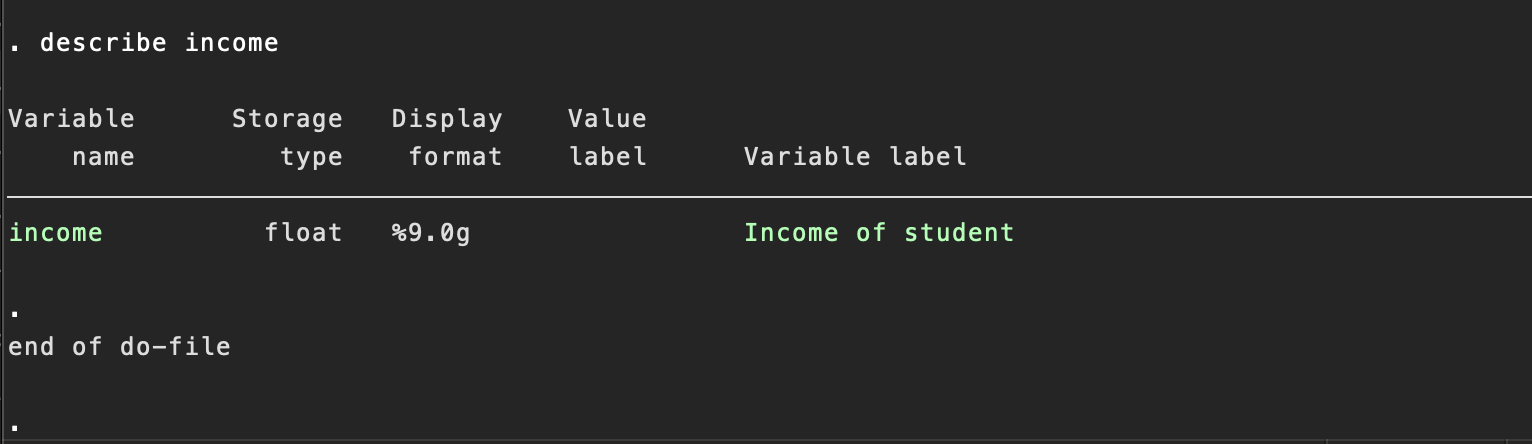 . describe income
Variable      Storage   Display    Value
    name         type    format    label      Variable label
income          float   %9.0g                 Income of student
.
end of do-file
.